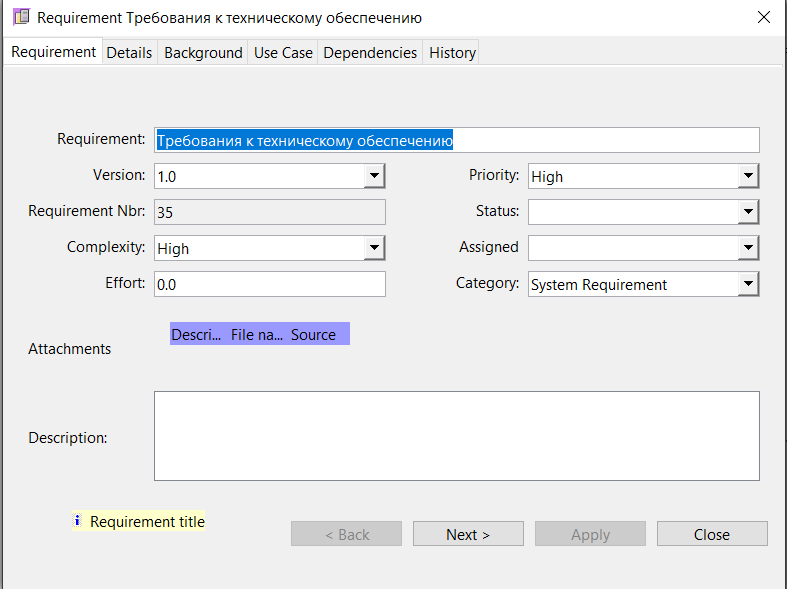 Requirement Требования к техническому обеспечению
Requirement Details Background Use Case Dependencies History
Requirement: Требования к техническому обеспечению
Version: 1.0 Priority: High
Requirement Nbr: 35 Status:
Complexity: High Assigned
Effort: 0.0 Category: System Requirement
Descri... File na... Source
Attachments
Description:
i Requirement title
< Back Next > Apply Close